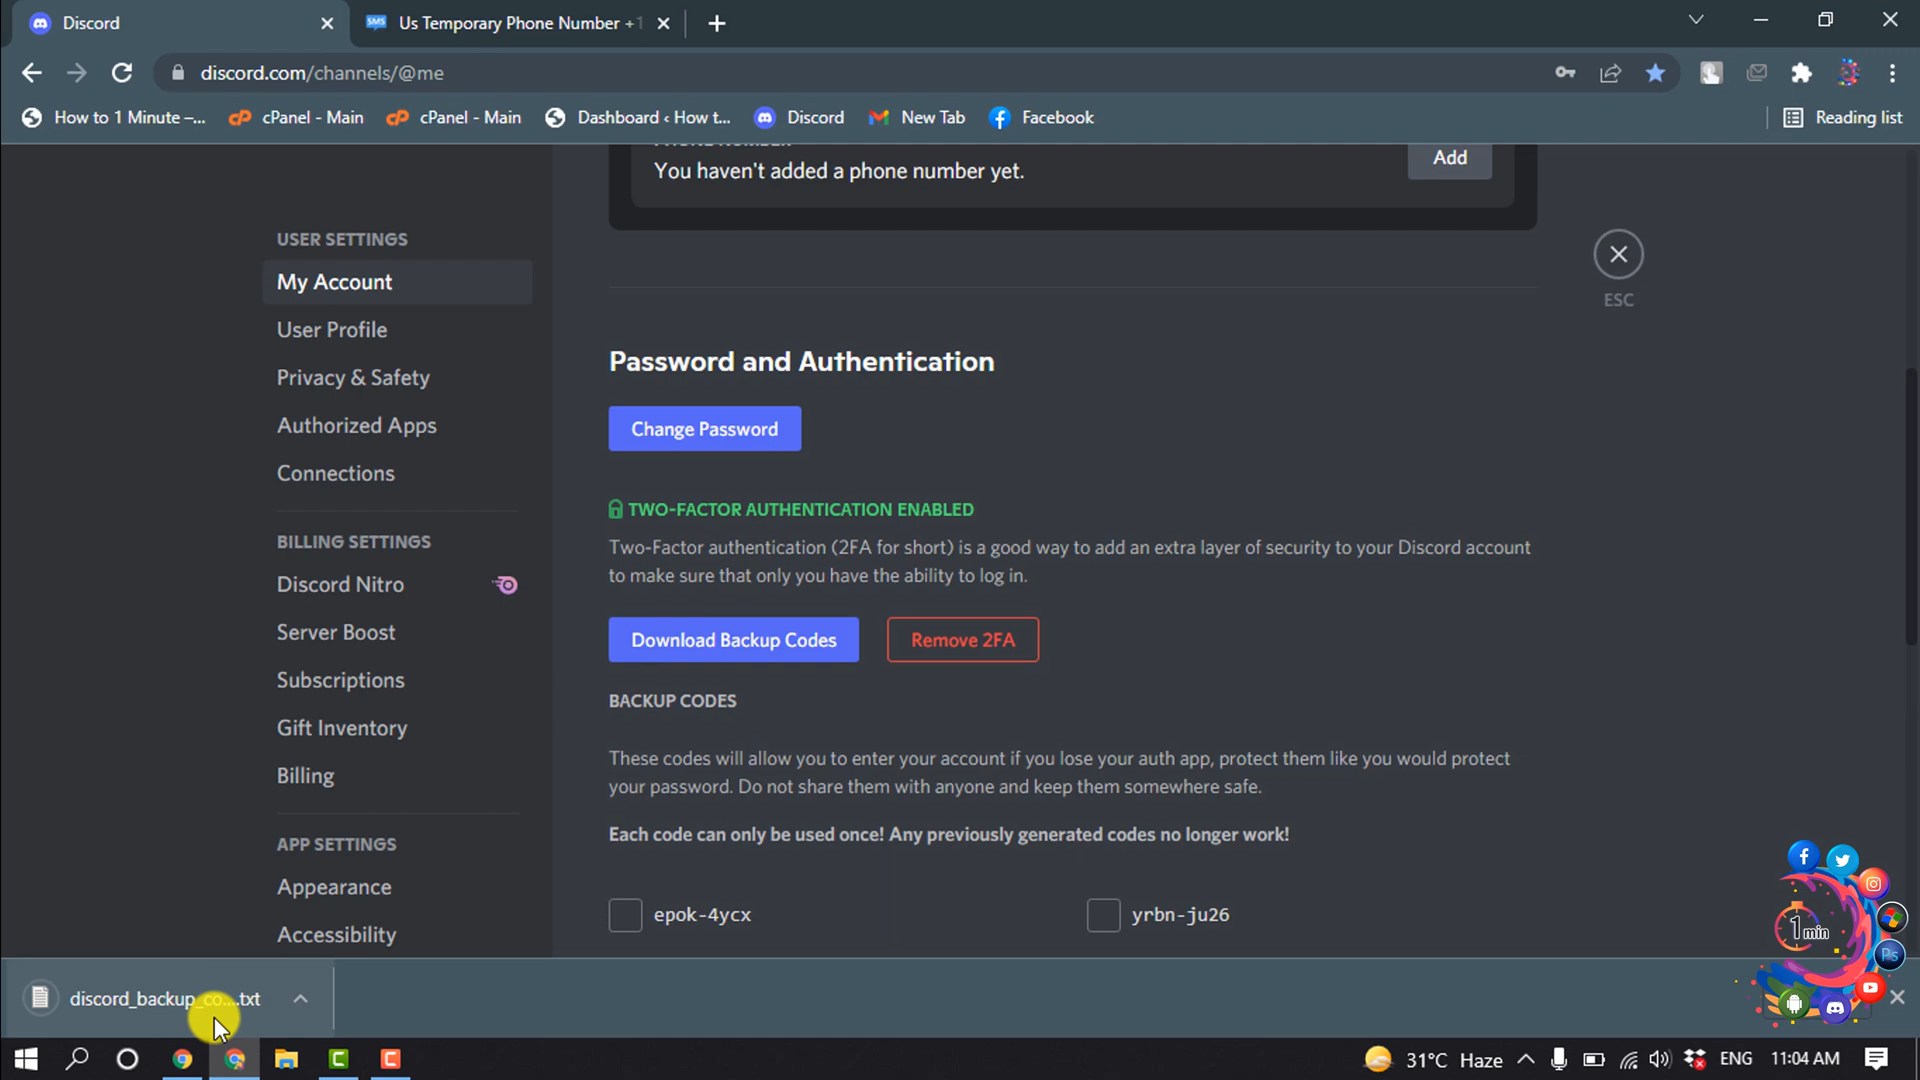 Discord
Us Temporary Phone Number +1
discord.com/channels/@me
How to 1 Minute –...
cPanel - Main
cPanel - Main
Dashboard ‹ How t...
Discord
New Tab
Facebook
Reading list
You haven't added a phone number yet.
Add
USER SETTINGS
My Account
User Profile
Privacy & Safety
Authorized Apps
Connections
BILLING SETTINGS
Discord Nitro
Server Boost
Subscriptions
Gift Inventory
Billing
APP SETTINGS
Appearance
Accessibility
ESC
Password and Authentication
Change Password
TWO-FACTOR AUTHENTICATION ENABLED
Two-Factor authentication (2FA for short) is a good way to add an extra layer of security to your Discord account
to make sure that only you have the ability to log in.
Download Backup Codes
Remove 2FA
BACKUP CODES
These codes will allow you to enter your account if you lose your auth app, protect them like you would protect
your password. Do not share them with anyone and keep them somewhere safe.
Each code can only be used once! Any previously generated codes no longer work!
epok-4ycx
yrbn-ju26
1 min
Ps
discord_backup_co....txt
31°C Haze
ENG
11:04 AM